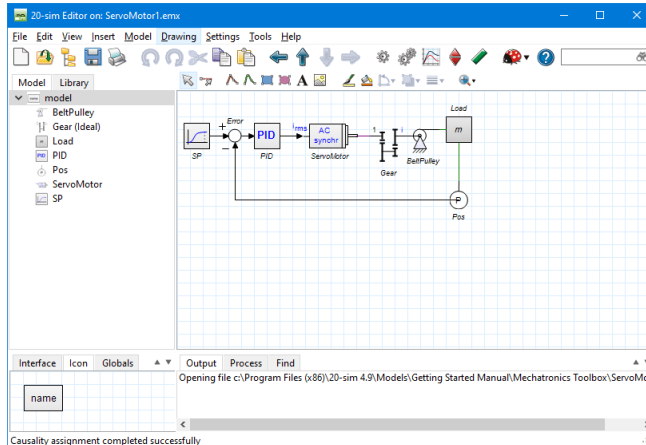 20-sim Editor on: ServoMotor1.emx
File Edit View Insert Model Drawing Settings Tools Help
Model Library
model
BeltPulley
Gear (Ideal)
Load
PID PID
Pos
ServoMotor
SP
Load
Error
+
−
PID
irms
AC
synchr
1
i
m
SP
PID
ServoMotor
BeltPulley
Gear
P
Pos
Interface Icon Globals
name
Output Process Find
Opening file c:\Program Files (x86)\20-sim 4.9\Models\Getting Started Manual\Mechatronics Toolbox\ServoMo
Causality assignment completed successfully